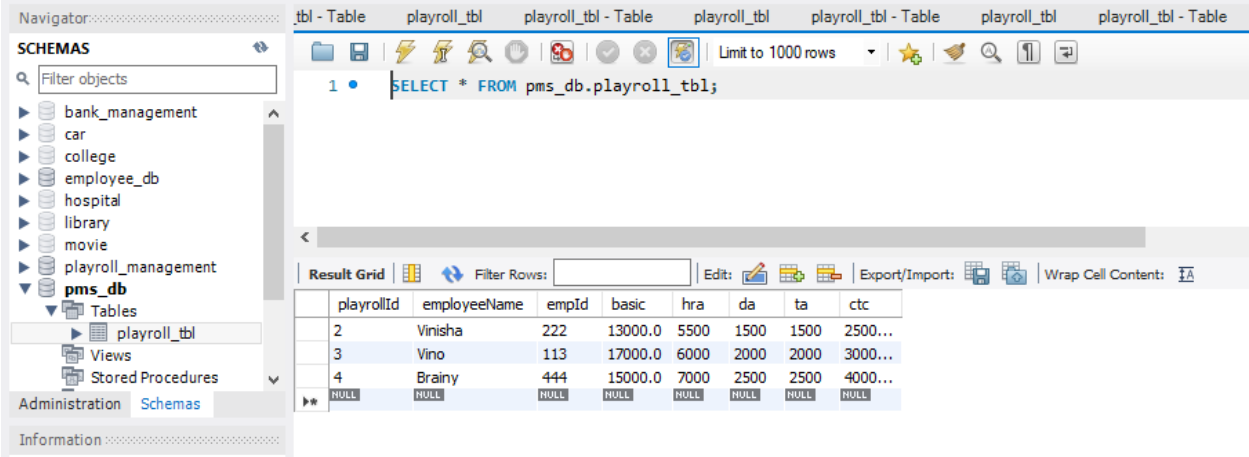 Navigator
SCHEMAS
Filter objects
bank_management
car
college
employee_db
hospital
library
movie
playroll_management
pms_db
Tables
playroll_tbl
Views
Stored Procedures
Administration Schemas
Information
_tbl - Table playroll_tbl playroll_tbl - Table playroll_tbl playroll_tbl - Table playroll_tbl playroll_tbl - Table
Limit to 1000 rows
1 SELECT * FROM pms_db.playroll_tbl;
Result Grid Filter Rows: Edit: Export/Import: Wrap Cell Content: IA
playrollId employeeName empId basic hra da ta ctc
2 Vinisha 222 13000.0 5500 1500 1500 2500...
3 Vino 113 17000.0 6000 2000 2000 3000...
4 Brainy 444 15000.0 7000 2500 2500 4000...
NULL NULL NULL NULL NULL NULL NULL NULL